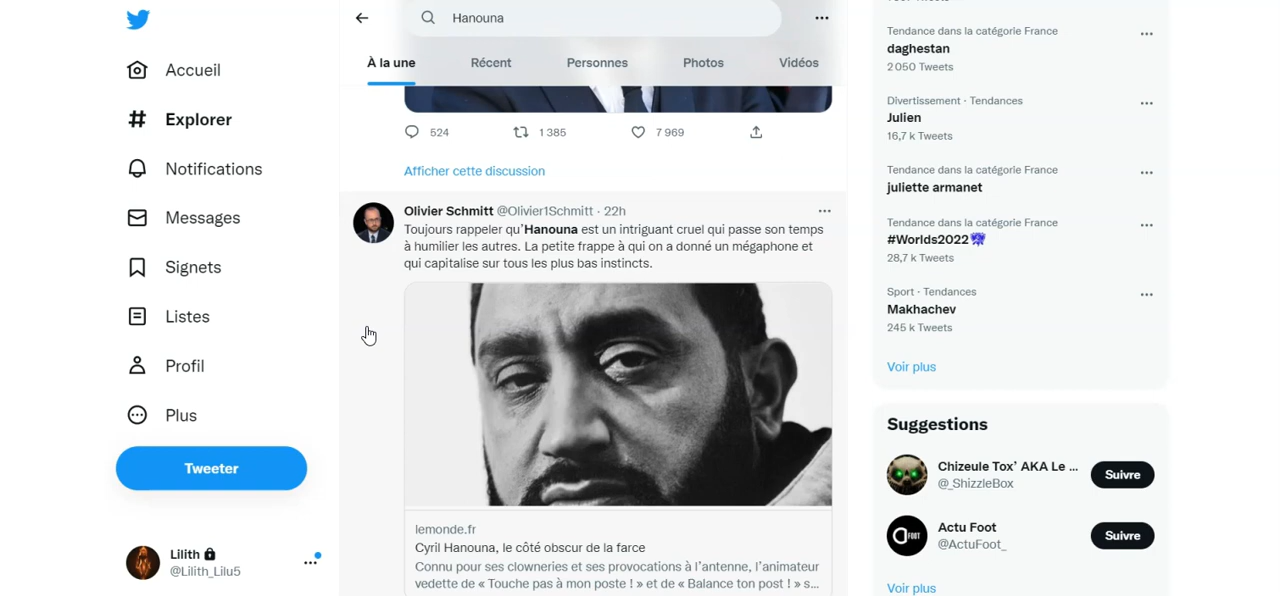 Accueil
Explorer
Notifications
Messages
Signets
Listes
Profil
Plus
Tweeter
Lilith
@Lilith_Lilu5
Hanouna
À la une
Récent
Personnes
Photos
Vidéos
524
1 385
7 969
Afficher cette discussion
Olivier Schmitt @Olivier1Schmitt · 22h
Toujours rappeler qu'Hanouna est un intriguant cruel qui passe son temps
à humilier les autres. La petite frappe à qui on a donné un mégaphone et
qui capitalise sur tous les plus bas instincts.
lemonde.fr
Cyril Hanouna, le côté obscur de la farce
Connu pour ses clowneries et ses provocations à l'antenne, l'animateur
vedette de « Touche pas à mon poste ! » et de « Balance ton post ! » s...
Tendance dans la catégorie France
daghestan
2 050 Tweets
Divertissement · Tendances
Julien
16,7 k Tweets
Tendance dans la catégorie France
juliette armanet
Tendance dans la catégorie France
#Worlds2022
28,7 k Tweets
Sport · Tendances
Makhachev
245 k Tweets
Voir plus
Suggestions
Chizeule Tox' AKA Le ...
@_ShizzleBox
Suivre
Actu Foot
@ActuFoot_
Suivre
Voir plus